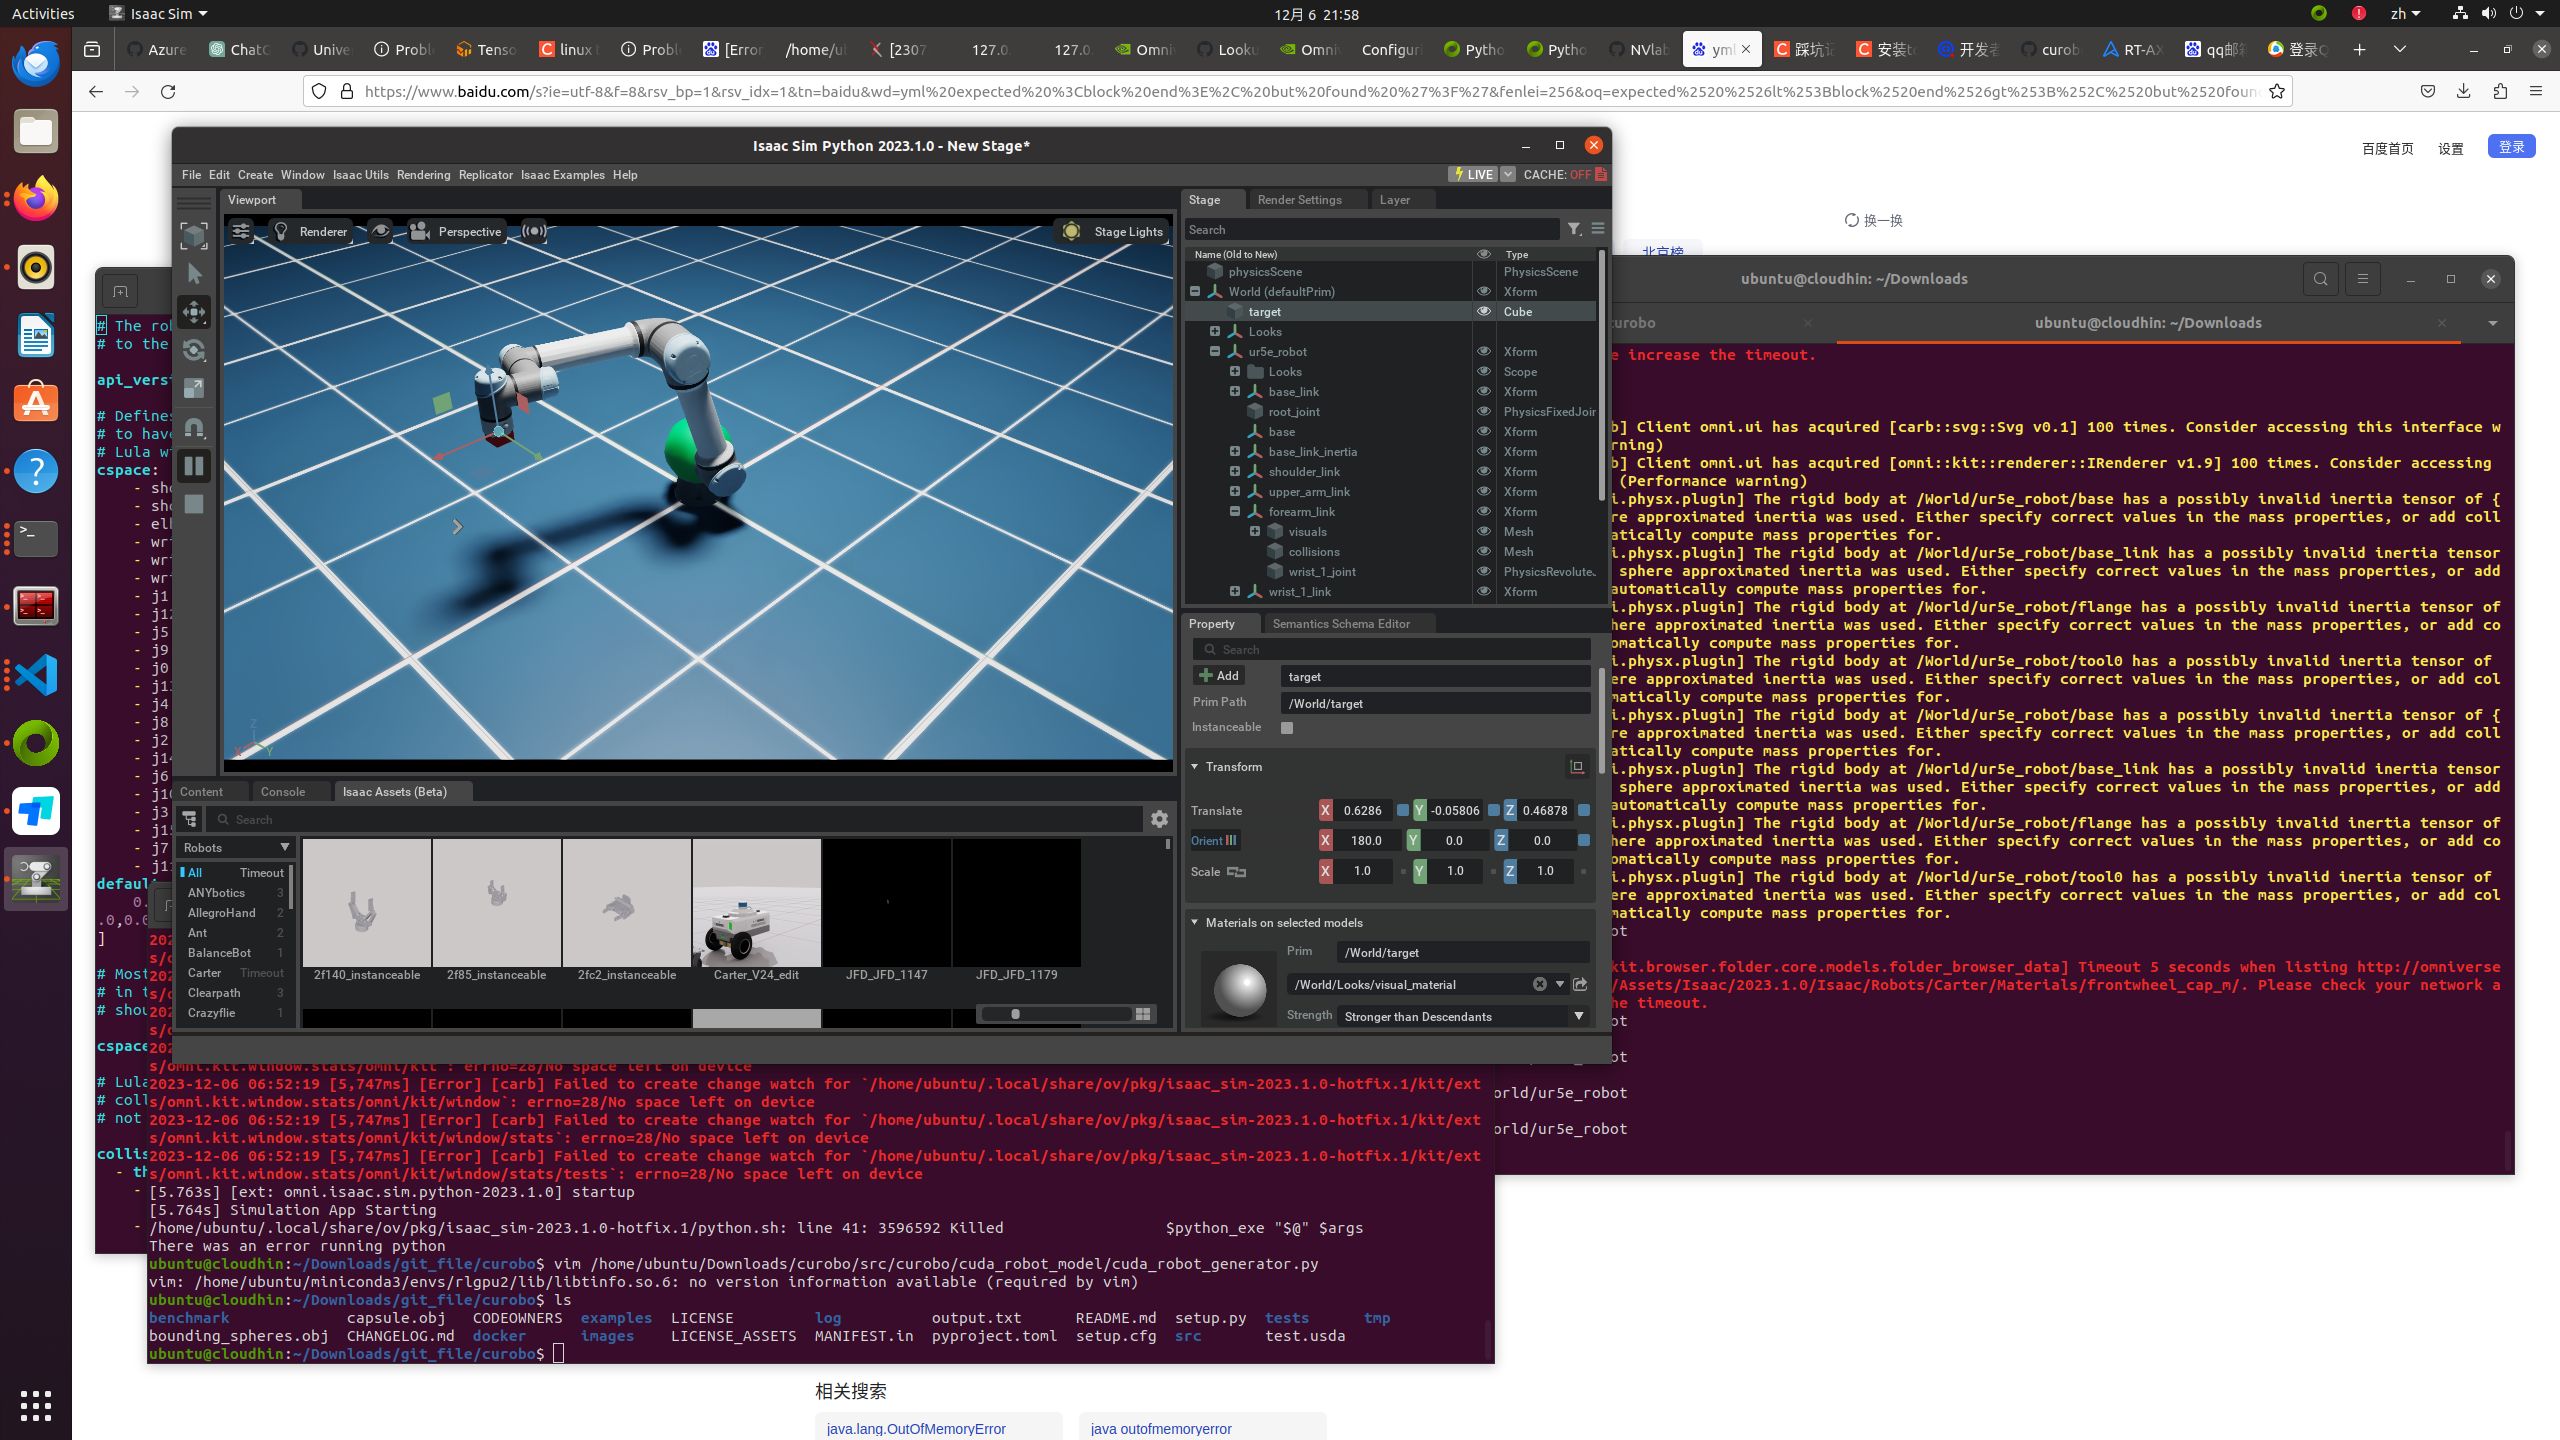 Activities
Isaac Sim
12月 6 21:58
zh
Azure
ChatG
Unive
Proble
Tenso
linux t
Proble
[Error
/home/ub
[2307
127.0.
127.0.
Omniv
Looku
Omniv
Configuri
Pytho
Pytho
NVlab
yml
踩坑记
安装to
开发者
curob
RT-AX
qq邮箱
登录Q
https://www.baidu.com/s?ie=utf-8&f=8&rsv_bp=1&rsv_idx=1&tn=baidu&wd=yml%20expected%20%3Cblock%20end%3E%2C%20but%20found%20%27%3F%27&fenlei=256&oq=expected%2520%2526lt%253Bblock%2520end%2526gt%253B%252C%2520but%2520foun
百度首页
设置
登录
换一换
北京榜
Isaac Sim Python 2023.1.0 - New Stage*
File Edit Create Window Isaac Utils Rendering Replicator Isaac Examples Help
LIVE
CACHE: OFF
Viewport
Renderer
Perspective
Stage Lights
Z
X
Y
Stage
Render Settings
Layer
Search
Name (Old to New)
Type
physicsScene
PhysicsScene
World (defaultPrim)
Xform
target
Cube
Looks
ur5e_robot
Xform
Looks
Scope
base_link
Xform
root_joint
PhysicsFixedJoin
base
Xform
base_link_inertia
Xform
shoulder_link
Xform
upper_arm_link
Xform
forearm_link
Xform
visuals
Mesh
collisions
Mesh
wrist_1_joint
PhysicsRevoluteJ
wrist_1_link
Xform
Property
Semantics Schema Editor
Search
Add
target
Prim Path
/World/target
Instanceable
Transform
Translate
X 0.6286 Y -0.05806 Z 0.46878
Orient
X 180.0 Y 0.0 Z 0.0
Scale
X 1.0 Y 1.0 Z 1.0
Materials on selected models
Prim
/World/target
/World/Looks/visual_material
Strength
Stronger than Descendants
Content
Console
Isaac Assets (Beta)
Search
Robots
All
Timeout
ANYbotics
3
AllegroHand
2
Ant
2
BalanceBot
1
Carter
Timeout
Clearpath
3
Crazyflie
1
2f140_instanceable
2f85_instanceable
2fc2_instanceable
Carter_V24_edit
JFD_JFD_1147
JFD_JFD_1179
# The rob
# to the
api_versi
# Defines
# to have
# Lula wi
cspace:
- sho
- sho
- elb
- wri
- wri
- wri
- j1
- j12
- j5
- j9
- j0
- j4
- j8
- j2
- j14
- j6
- j10
- j3
- j15
- j7
- j11
default
0.
.0,0.0
]
# Most
# in t
# shou
cspace
# Lula
# coll
# not
collis
- th
-
-
ubuntu@cloudhin: ~/Downloads
curobo
ubuntu@cloudhin: ~/Downloads
e increase the timeout.
b] Client omni.ui has acquired [carb::svg::Svg v0.1] 100 times. Consider accessing this interface w
rning)
b] Client omni.ui has acquired [omni::kit::renderer::IRenderer v1.9] 100 times. Consider accessing
(Performance warning)
i.physx.plugin] The rigid body at /World/ur5e_robot/base has a possibly invalid inertia tensor of {
ere approximated inertia was used. Either specify correct values in the mass properties, or add coll
matically compute mass properties for.
i.physx.plugin] The rigid body at /World/ur5e_robot/base_link has a possibly invalid inertia tensor
sphere approximated inertia was used. Either specify correct values in the mass properties, or add
automatically compute mass properties for.
i.physx.plugin] The rigid body at /World/ur5e_robot/flange has a possibly invalid inertia tensor of
here approximated inertia was used. Either specify correct values in the mass properties, or add co
omatically compute mass properties for.
i.physx.plugin] The rigid body at /World/ur5e_robot/tool0 has a possibly invalid inertia tensor of
ere approximated inertia was used. Either specify correct values in the mass properties, or add col
matically compute mass properties for.
i.physx.plugin] The rigid body at /World/ur5e_robot/base has a possibly invalid inertia tensor of {
ere approximated inertia was used. Either specify correct values in the mass properties, or add coll
matically compute mass properties for.
i.physx.plugin] The rigid body at /World/ur5e_robot/base_link has a possibly invalid inertia tensor
sphere approximated inertia was used. Either specify correct values in the mass properties, or add
automatically compute mass properties for.
i.physx.plugin] The rigid body at /World/ur5e_robot/flange has a possibly invalid inertia tensor of
here approximated inertia was used. Either specify correct values in the mass properties, or add co
omatically compute mass properties for.
i.physx.plugin] The rigid body at /World/ur5e_robot/tool0 has a possibly invalid inertia tensor of
ere approximated inertia was used. Either specify correct values in the mass properties, or add col
matically compute mass properties for.
ot
kit.browser.folder.core.models.folder_browser_data] Timeout 5 seconds when listing http://omniverse
/Assets/Isaac/2023.1.0/Isaac/Robots/Carter/Materials/frontwheel_cap_m/. Please check your network a
he timeout.
ot
ot
orld/ur5e_robot
orld/ur5e_robot
202
s/o
202
s/o
202
s/o
202
s/omni.kit.window.stats/omni/kit`: errno=28/No space left on device
2023-12-06 06:52:19 [5,747ms] [Error] [carb] Failed to create change watch for `/home/ubuntu/.local/share/ov/pkg/isaac_sim-2023.1.0-hotfix.1/kit/ext
s/omni.kit.window.stats/omni/kit/window`: errno=28/No space left on device
2023-12-06 06:52:19 [5,747ms] [Error] [carb] Failed to create change watch for `/home/ubuntu/.local/share/ov/pkg/isaac_sim-2023.1.0-hotfix.1/kit/ext
s/omni.kit.window.stats/omni/kit/window/stats`: errno=28/No space left on device
2023-12-06 06:52:19 [5,747ms] [Error] [carb] Failed to create change watch for `/home/ubuntu/.local/share/ov/pkg/isaac_sim-2023.1.0-hotfix.1/kit/ext
s/omni.kit.window.stats/omni/kit/window/stats/tests`: errno=28/No space left on device
[5.763s] [ext: omni.isaac.sim.python-2023.1.0] startup
[5.764s] Simulation App Starting
/home/ubuntu/.local/share/ov/pkg/isaac_sim-2023.1.0-hotfix.1/python.sh: line 41: 3596592 Killed $python_exe "$@" $args
There was an error running python
ubuntu@cloudhin:~/Downloads/git_file/curobo$ vim /home/ubuntu/Downloads/curobo/src/curobo/cuda_robot_model/cuda_robot_generator.py
vim: /home/ubuntu/miniconda3/envs/rlgpu2/lib/libtinfo.so.6: no version information available (required by vim)
ubuntu@cloudhin:~/Downloads/git_file/curobo$ ls
benchmark capsule.obj CODEOWNERS examples LICENSE log output.txt README.md setup.py tests tmp
bounding_spheres.obj CHANGELOG.md docker images LICENSE_ASSETS MANIFEST.in pyproject.toml setup.cfg src test.usda
ubuntu@cloudhin:~/Downloads/git_file/curobo$
相关搜索
java.lang.OutOfMemoryError
java outofmemoryerror